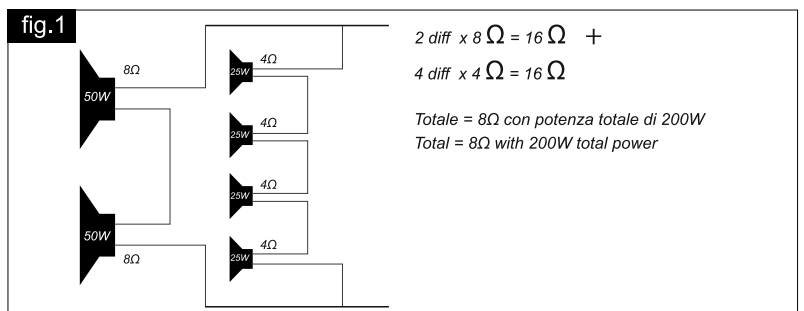 fig.1
8Ω
50W
50W
8Ω
4Ω
25W
4Ω
25W
4Ω
25W
4Ω
25W
2 diff x 8 Ω = 16 Ω +
4 diff x 4 Ω = 16 Ω
Totale = 8Ω con potenza totale di 200W
Total = 8Ω with 200W total power